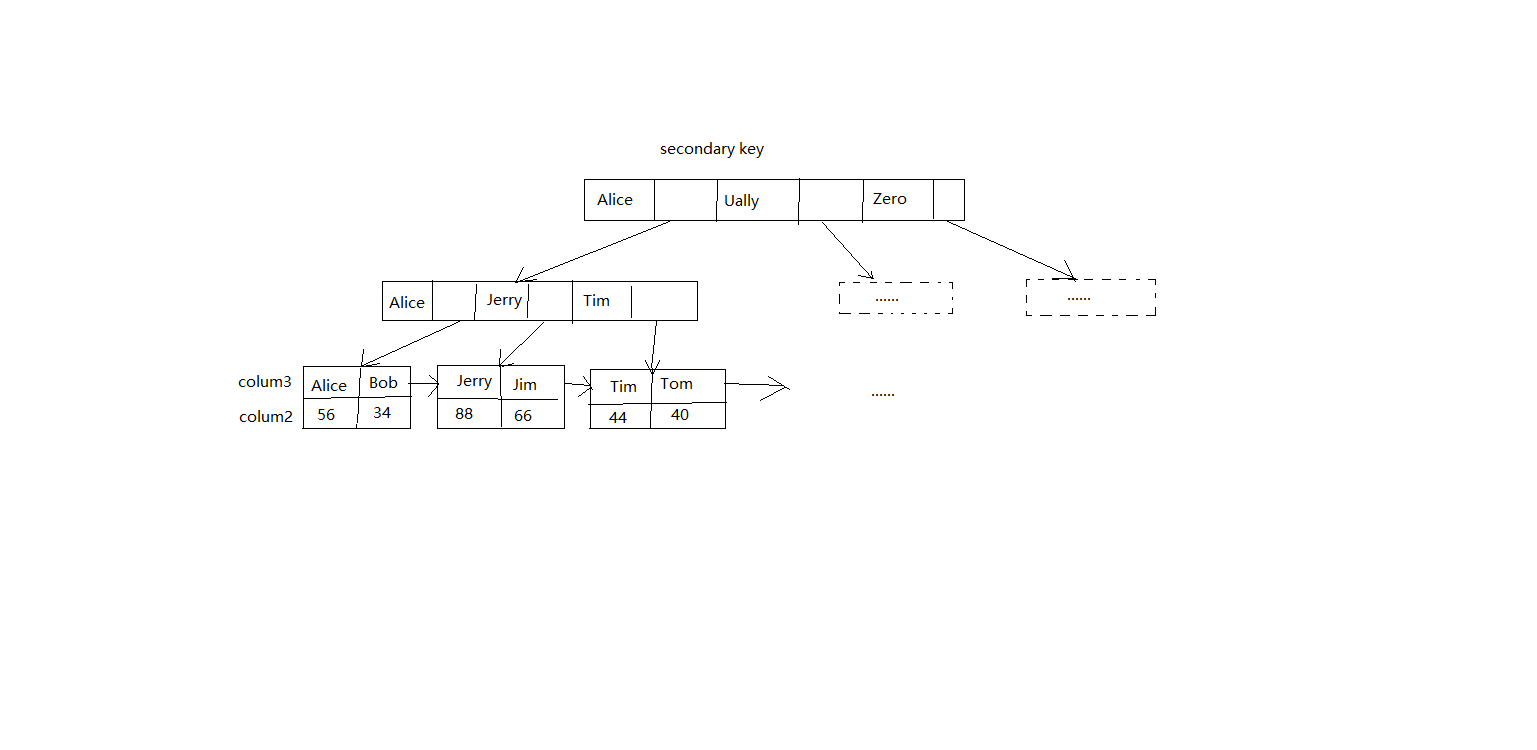 secondary key
Alice Ually Zero
Alice Jerry Tim
......
......
colum3 Alice Bob Jerry Jim Tim Tom
colum2 56 34 88 66 44 40
......